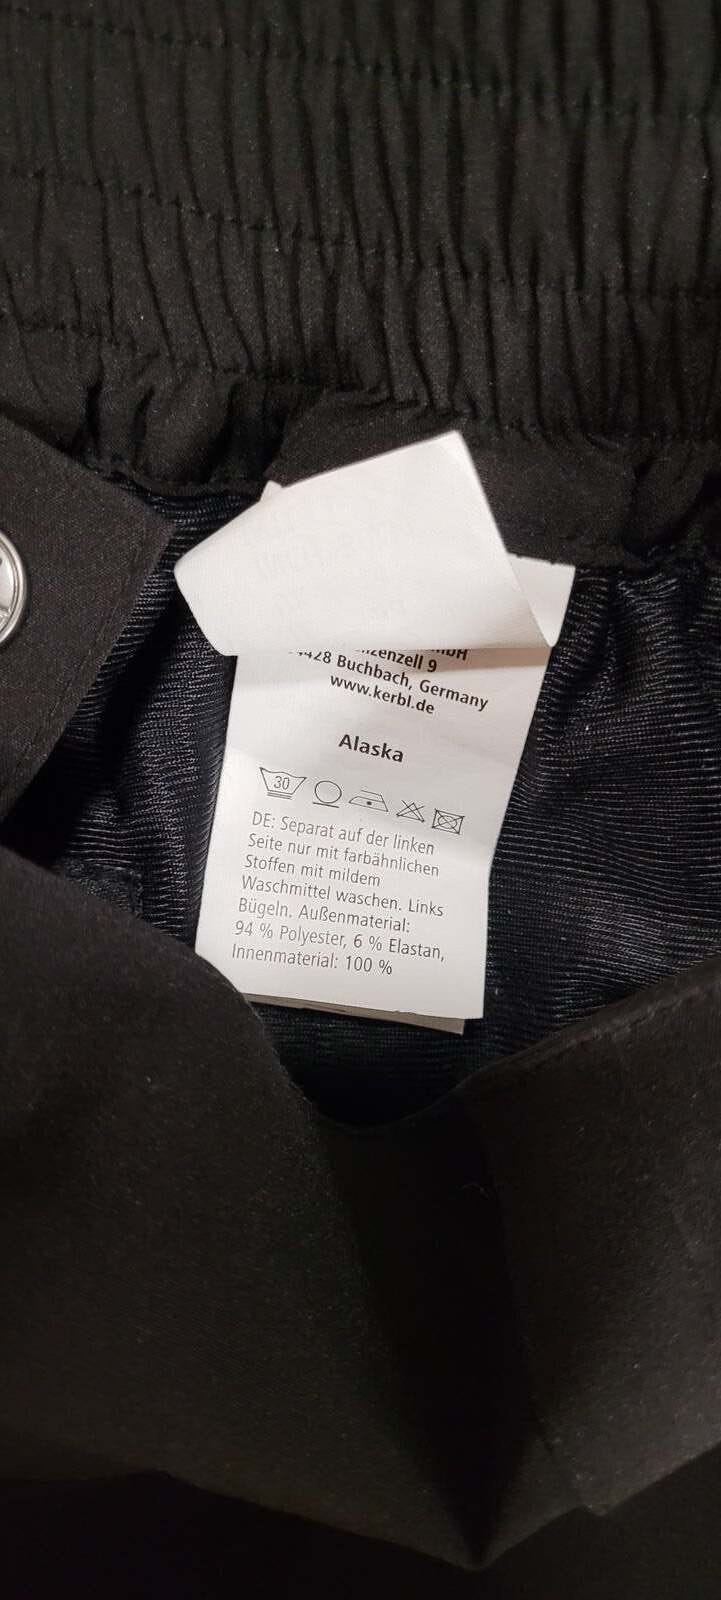 9
Buchbach, Germany
www.kerbl.de
Alaska
30
DE: Separat auf der linken
Seite nur mit farbähnlichen
Stoffen mit mildem
Waschmittel waschen. Links
Bügeln. Außenmaterial:
94 % Polyester, 6 % Elastan,
Innenmaterial: 100 %